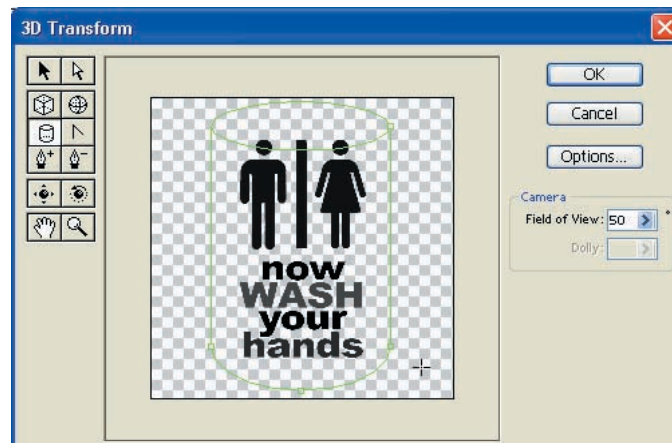 3D Transform
OK
Cancel
Options...
Camera
Field of View: 50 °
Dolly:
now
WASH
your
hands